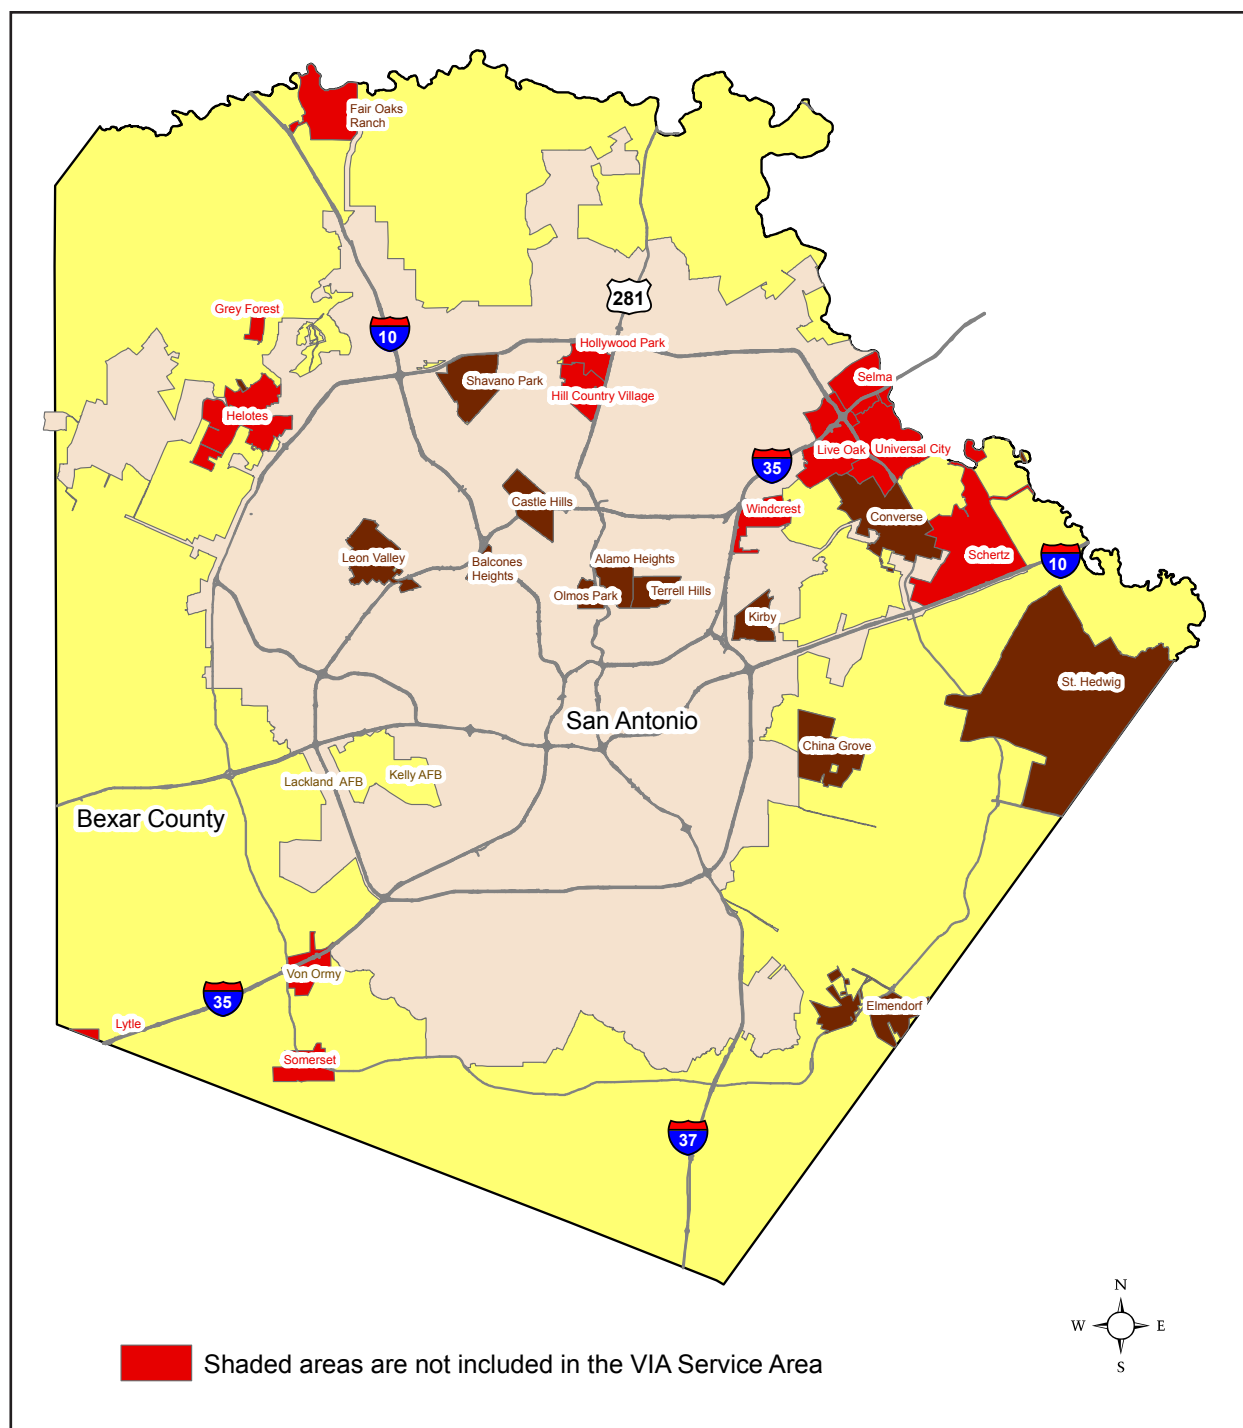 Fair Oaks
Ranch
281
Grey Forest
10
Hollywood Park
Shavano Park
Hill Country Village
Selma
Helotes
Live Oak
Universal City
35
Castle Hills
Windcrest
Converse
Leon Valley
Balcones
Heights
Alamo Heights
Schertz
10
Olmos Park
Terrell Hills
Kirby
St. Hedwig
San Antonio
China Grove
Lackland AFB
Kelly AFB
Bexar County
Von Ormy
35
Elmendorf
Lytle
Somerset
37
N
W
E
S
Shaded areas are not included in the VIA Service Area